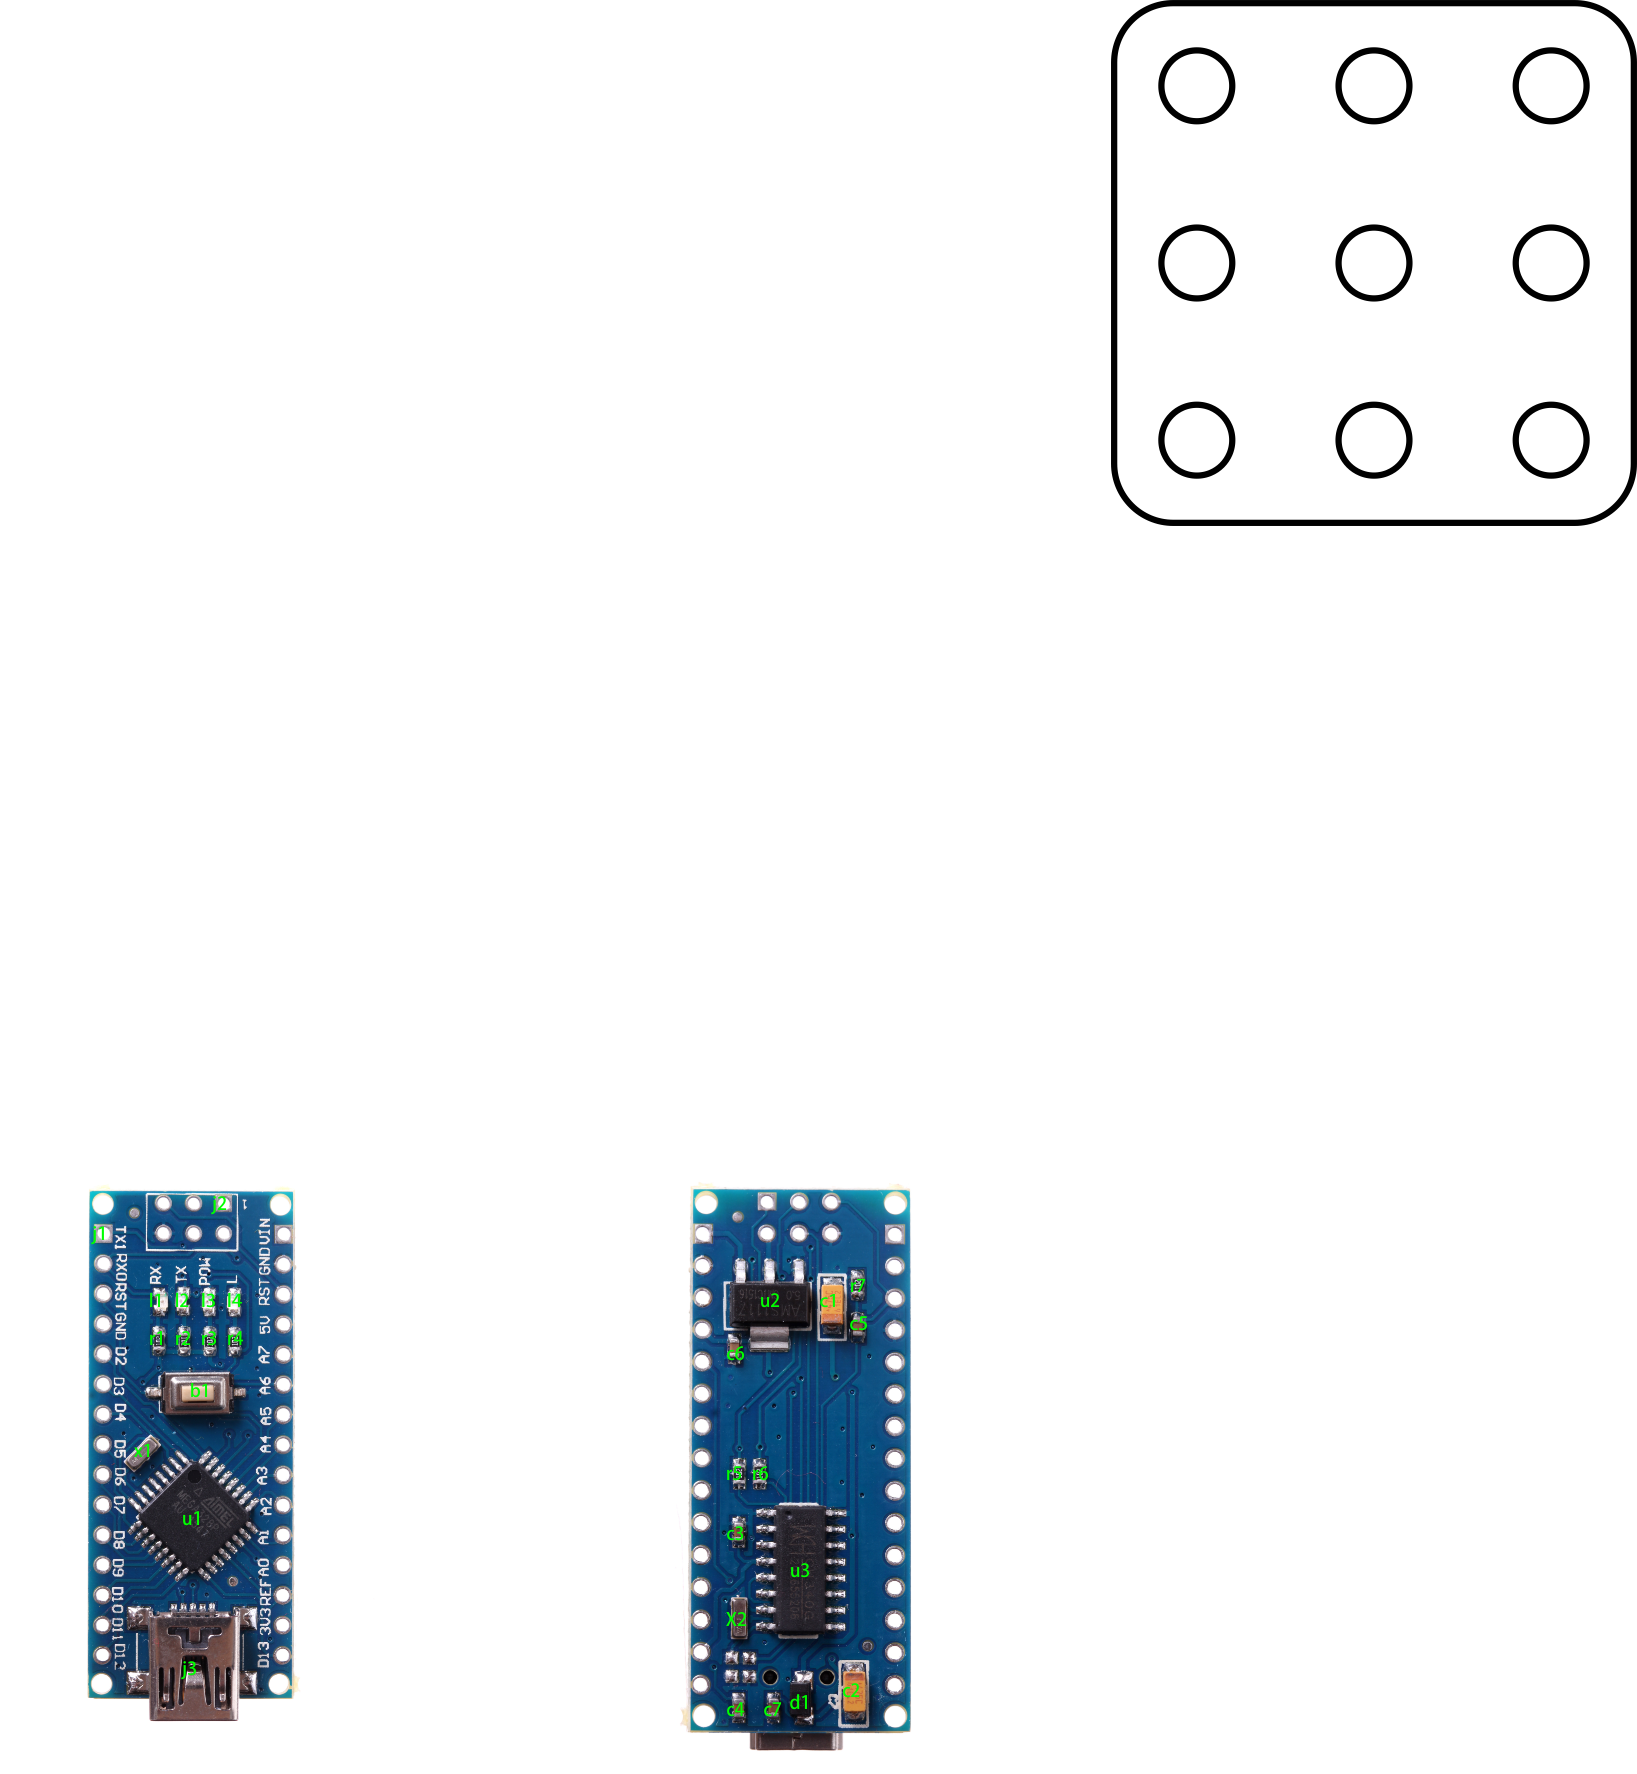 j2
1
j1
TX1
RX0
RST
GND
D2
D3
D4
D5
D6
D7
D8
D9
D10
D11
D12
RX
TX
PWR
L
VIN
GND
RST
5V
A7
A6
A5
A4
A3
A2
A1
A0
REF
3V3
D13
l1 l2 l3 l4
r1 r2 r3 r4
b1
x1
u1
j3
u2
c1
r7
c5
c6
r5 r6
c3
u3
X2
c4 c7 d1
c2